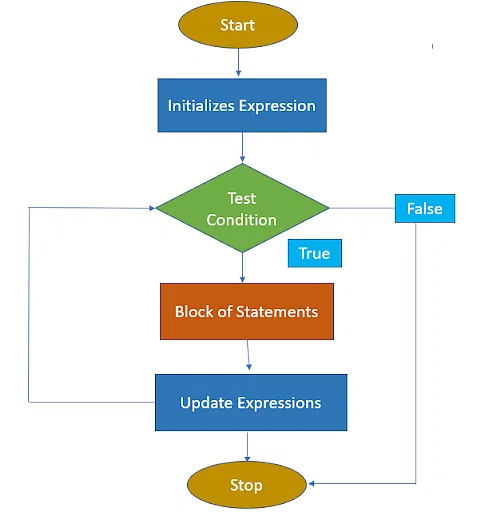 Start
Initializes Expression
Test
Condition
False
True
Block of Statements
Update Expressions
Stop